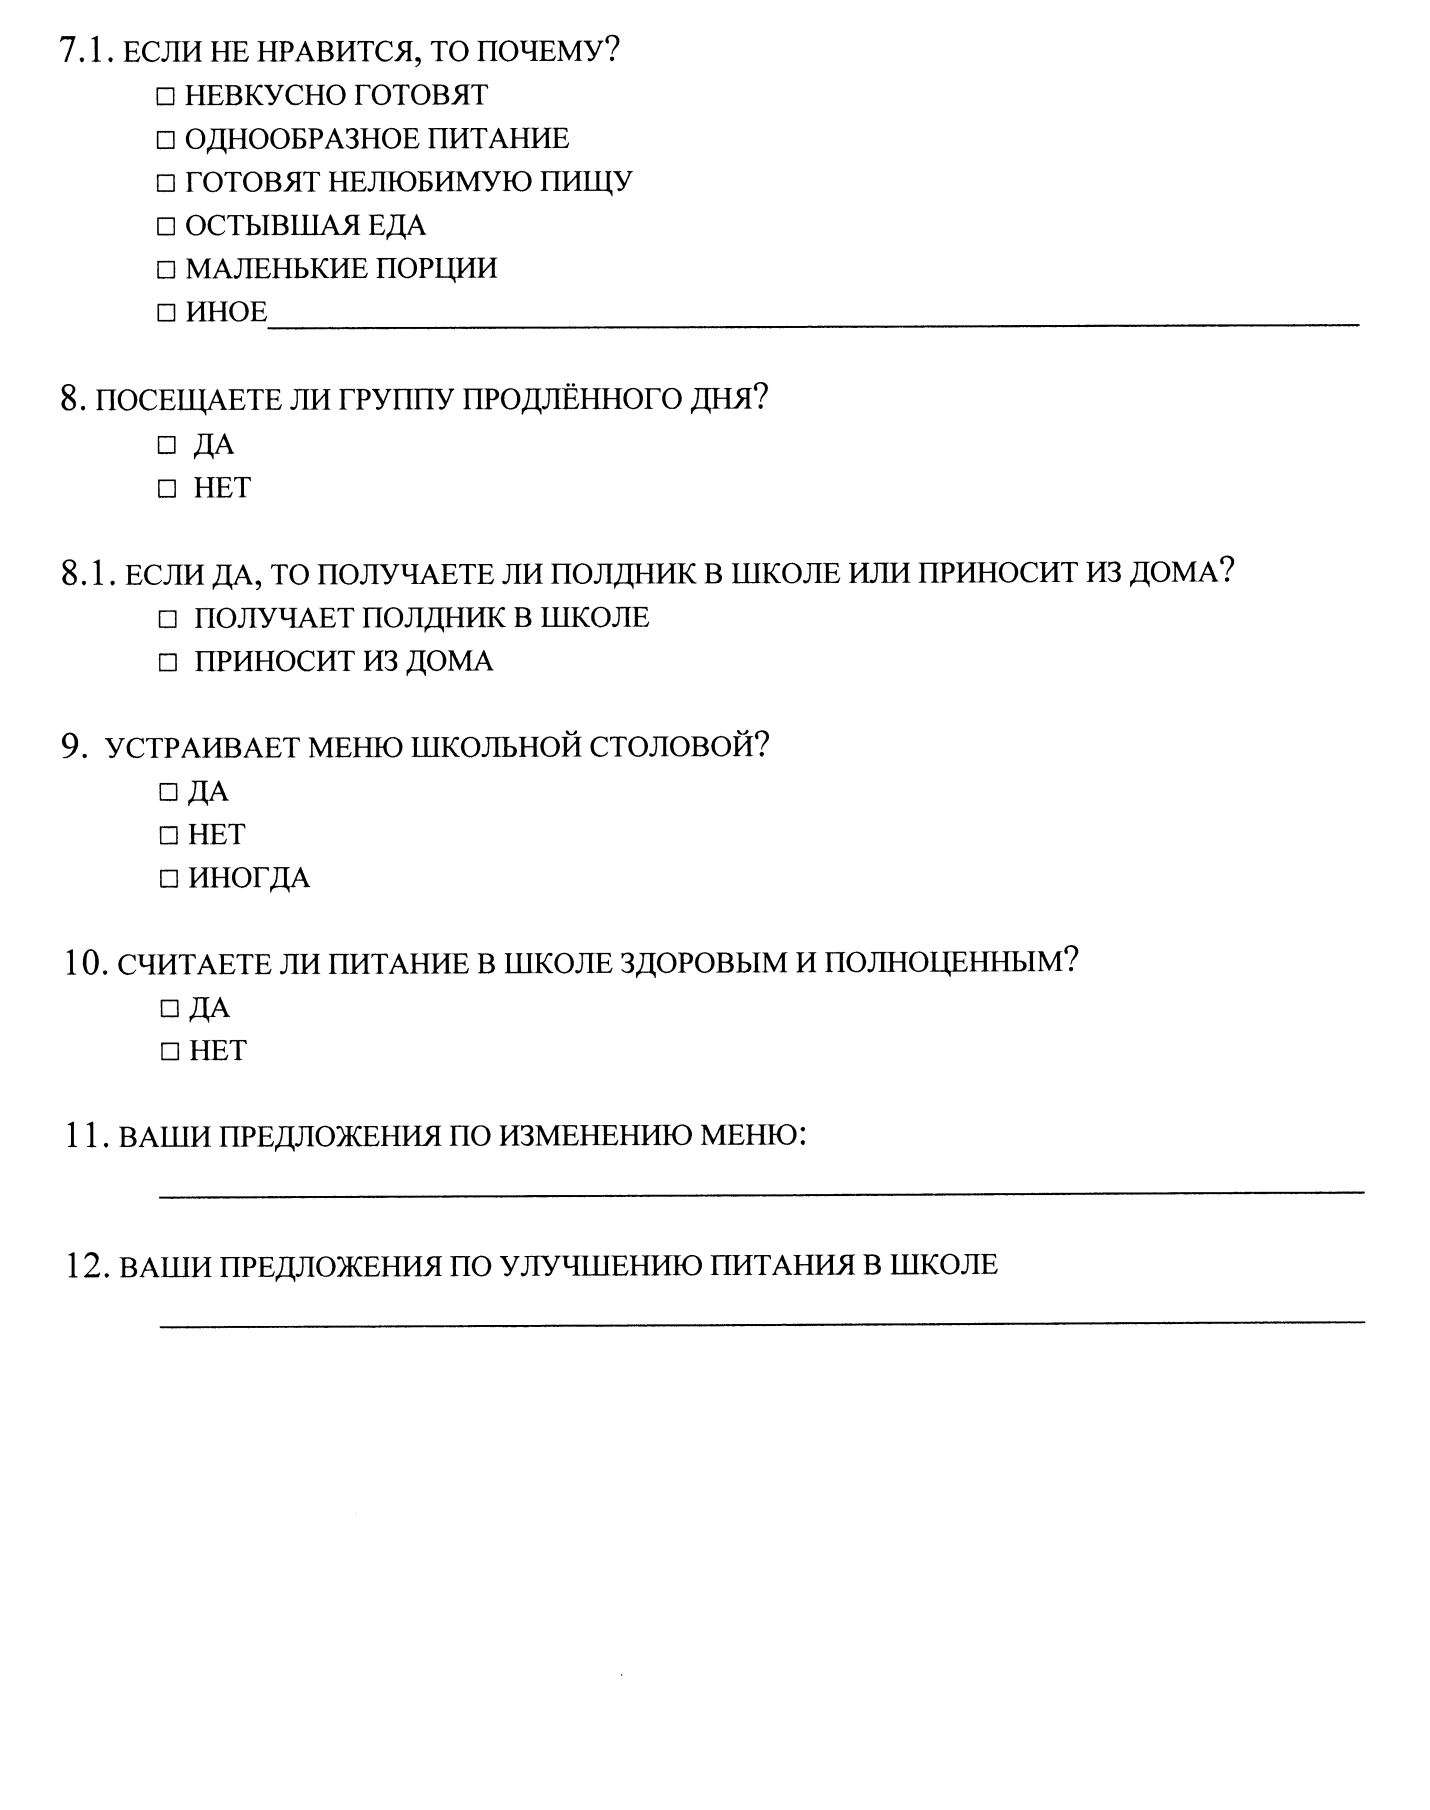 7.1. ЕСЛИ НЕ НРАВИТСЯ, ТО ПОЧЕМУ?
□ НЕВКУСНО ГОТОВЯТ
□ ОДНООБРАЗНОЕ ПИТАНИЕ
□ ГОТОВЯТ НЕЛЮБИМУЮ ПИЩУ
□ ОСТЫВШАЯ ЕДА
□ МАЛЕНЬКИЕ ПОРЦИИ
□ ИНОЕ
8. ПОСЕЩАЕТЕ ЛИ ГРУППУ ПРОДЛЁННОГО ДНЯ?
□ ДА
□ НЕТ
8.1. ЕСЛИ ДА, ТО ПОЛУЧАЕТЕ ЛИ ПОЛДНИК В ШКОЛЕ ИЛИ ПРИНОСИТ ИЗ ДОМА?
□ ПОЛУЧАЕТ ПОЛДНИК В ШКОЛЕ
□ ПРИНОСИТ ИЗ ДОМА
9. УСТРАИВАЕТ МЕНЮ ШКОЛЬНОЙ СТОЛОВОЙ?
□ ДА
□ НЕТ
□ ИНОГДА
10. СЧИТАЕТЕ ЛИ ПИТАНИЕ В ШКОЛЕ ЗДОРОВЫМ И ПОЛНОЦЕННЫМ?
□ ДА
□ НЕТ
11. ВАШИ ПРЕДЛОЖЕНИЯ ПО ИЗМЕНЕНИЮ МЕНЮ:
12. ВАШИ ПРЕДЛОЖЕНИЯ ПО УЛУЧШЕНИЮ ПИТАНИЯ В ШКОЛЕ